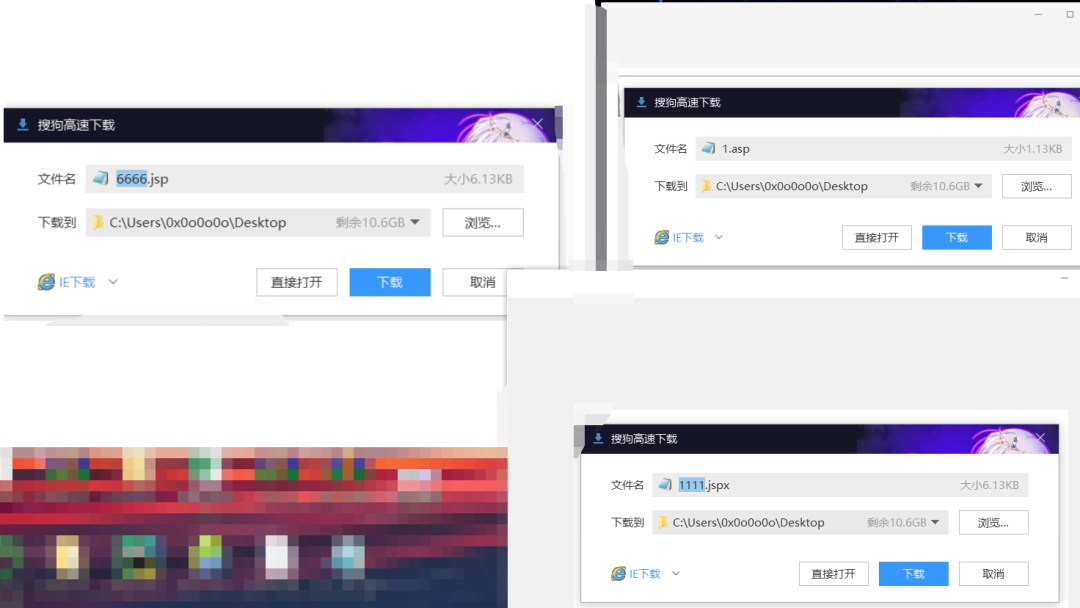 搜狗高速下载
文件名 6666.jsp 大小6.13KB
下载到 C:\Users\0x0o0o0o\Desktop 剩余10.6GB 浏览...
IE下载 直接打开 下载 取消
搜狗高速下载
文件名 1.asp 大小1.13KB
下载到 C:\Users\0x0o0o0o\Desktop 剩余10.6GB 浏览...
IE下载 直接打开 下载 取消
搜狗高速下载
文件名 1111.jspx 大小6.13KB
下载到 C:\Users\0x0o0o0o\Desktop 剩余10.6GB 浏览...
IE下载 直接打开 下载 取消